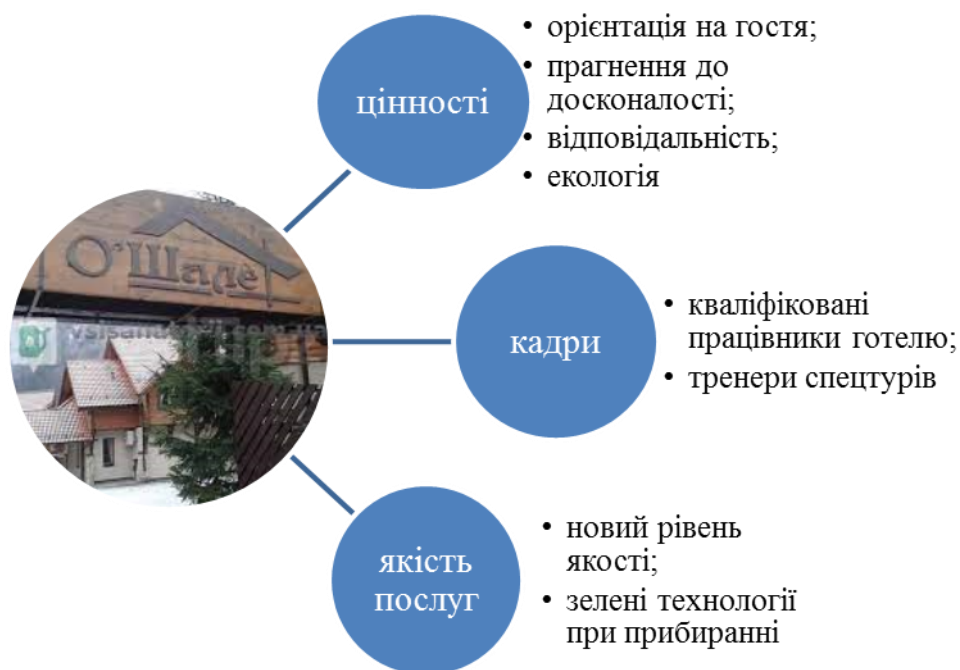 цінності
• орієнтація на гостя;
• прагнення до
досконалості;
• відповідальність;
• екологія
О'Шале
кадри
• кваліфіковані
працівники готелю;
• тренери спецтурів
якість
послуг
• новий рівень
якості;
• зелені технології
при прибиранні